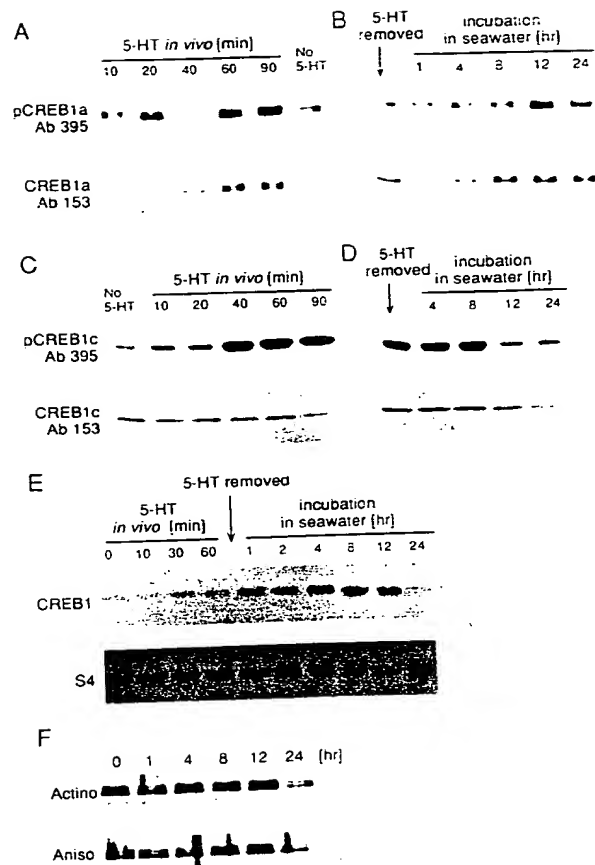 A
5-HT in vivo [min]
No
5-HT
10 20 40 60 90
pCREB1a
Ab 395
CREB1a
Ab 153
B
5-HT
removed
incubation
in seawater [hr]
1 4 8 12 24
C
5-HT in vivo [min]
No
5-HT
10 20 40 60 90
pCREB1c
Ab 395
CREB1c
Ab 153
D
5-HT
removed
incubation
in seawater [hr]
4 8 12 24
E
5-HT removed
5-HT
in vivo [min]
incubation
in seawater [hr]
0 10 30 60 1 2 4 8 12 24
CREB1
S4
F
0 1 4 8 12 24 [hr]
Actino
Aniso